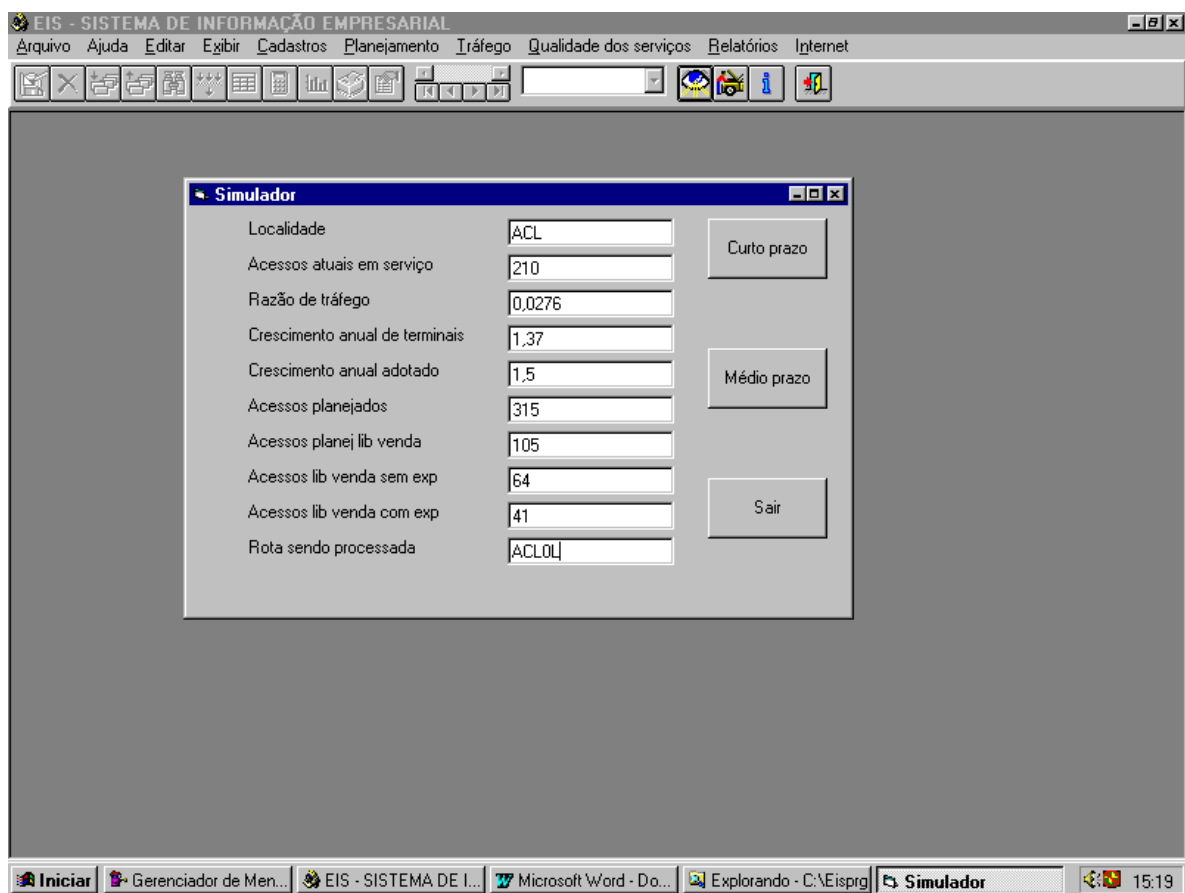 EIS - SISTEMA DE INFORMAÇÃO EMPRESARIAL
Arquivo Ajuda Editar Exibir Cadastros Planejamento Tráfego Qualidade dos serviços Relatórios Internet
Simulador
Localidade ACL
Curto prazo
Acessos atuais em serviço 210
Razão de tráfego 0,0276
Crescimento anual de terminais 1,37
Crescimento anual adotado 1,5
Médio prazo
Acessos planejados 315
Acessos planej lib venda 105
Acessos lib venda sem exp 64
Acessos lib venda com exp 41
Sair
Rota sendo processada ACL0L
Iniciar Gerenciador de Men... EIS - SISTEMA DE I... Microsoft Word - Do... Explorando - C:\Eisprg Simulador 15:19